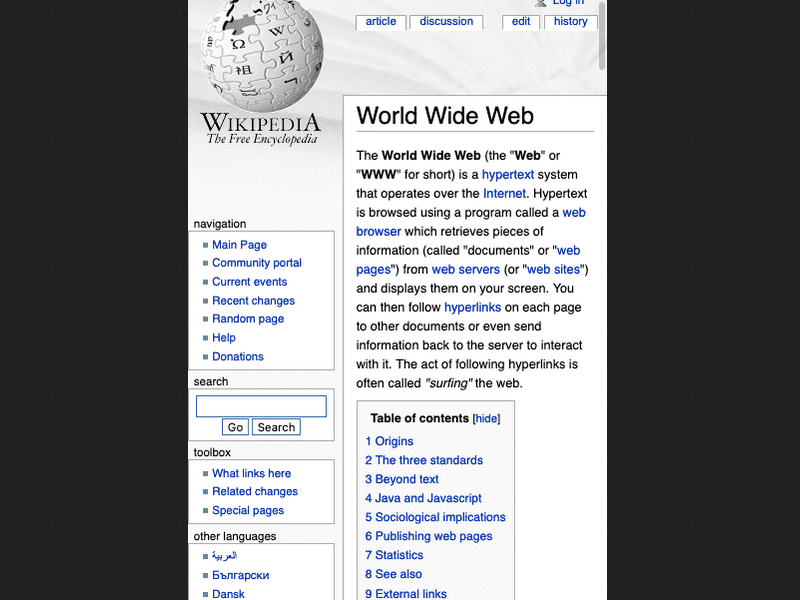 Log in
article
discussion
edit
history
WIKIPEDIA
The Free Encyclopedia
navigation
Main Page
Community portal
Current events
Recent changes
Random page
Help
Donations
search
Go
Search
toolbox
What links here
Related changes
Special pages
other languages
العربية
Български
Dansk
World Wide Web
The World Wide Web (the "Web" or
"WWW" for short) is a hypertext system
that operates over the Internet. Hypertext
is browsed using a program called a web
browser which retrieves pieces of
information (called "documents" or "web
pages") from web servers (or "web sites")
and displays them on your screen. You
can then follow hyperlinks on each page
to other documents or even send
information back to the server to interact
with it. The act of following hyperlinks is
often called "surfing" the web.
Table of contents [hide]
1 Origins
2 The three standards
3 Beyond text
4 Java and Javascript
5 Sociological implications
6 Publishing web pages
7 Statistics
8 See also
9 External links